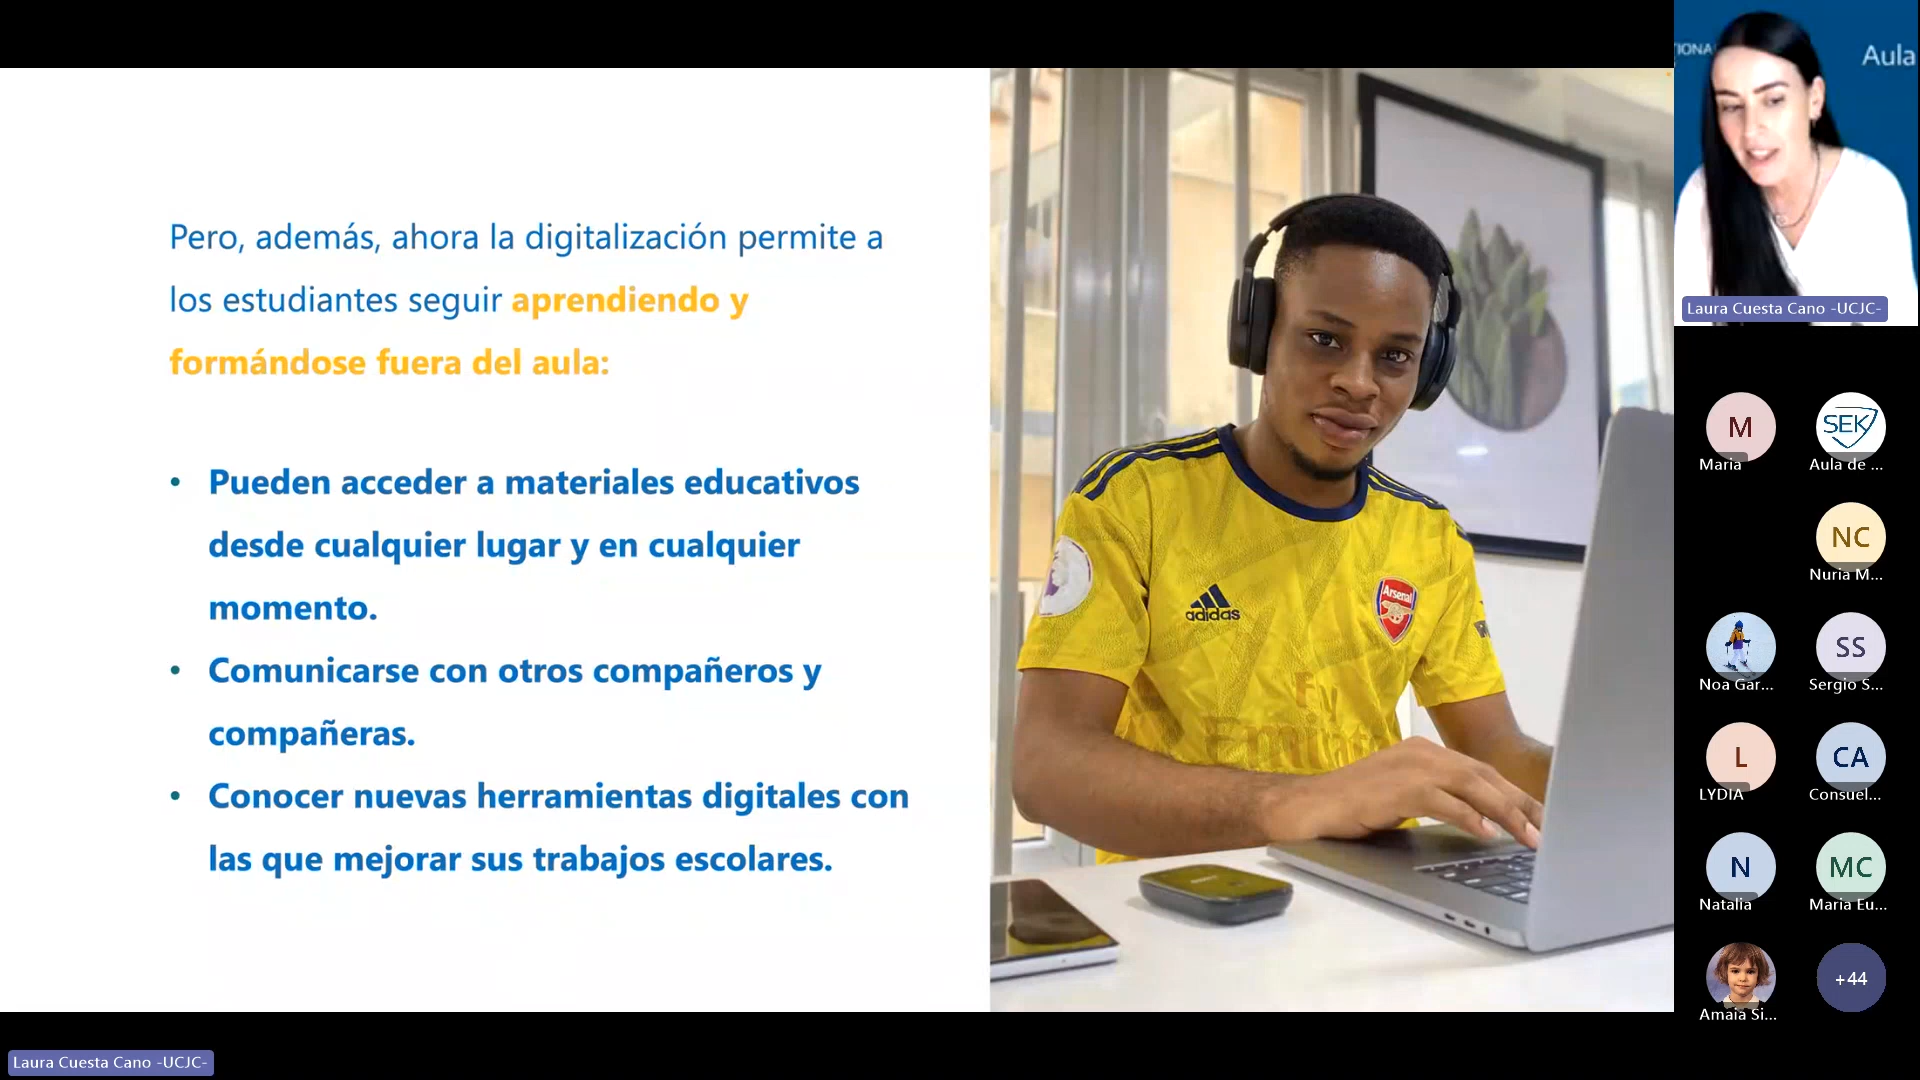 Pero, además, ahora la digitalización permite a
los estudiantes seguir aprendiendo y
formándose fuera del aula:
• Pueden acceder a materiales educativos
desde cualquier lugar y en cualquier
momento.
• Comunicarse con otros compañeros y
compañeras.
• Conocer nuevas herramientas digitales con
las que mejorar sus trabajos escolares.
adidas
Arsenal
Fly
Emirates
Aula
Laura Cuesta Cano -UCJC-
M
Maria
SEK
Aula de ...
NC
Nuria M...
Noa Gar...
SS
Sergio S...
L
LYDIA
CA
Consuel...
N
Natalia
MC
Maria Eu...
Amaia Si...
+44
Laura Cuesta Cano -UCJC-